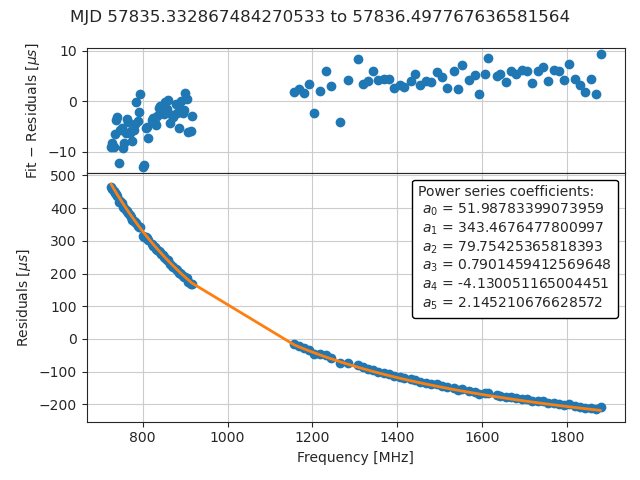 MJD 57835.332867484270533 to 57836.497767636581564
10
0
−10
Fit − Residuals [μs]
500
400
300
200
100
0
−100
−200
Residuals [μs]
Power series coefficients:
a0 = 51.98783399073959
a1 = 343.4676477800997
a2 = 79.75425365818393
a3 = 0.7901459412569648
a4 = -4.130051165004451
a5 = 2.145210676628572
800 1000 1200 1400 1600 1800
Frequency [MHz]